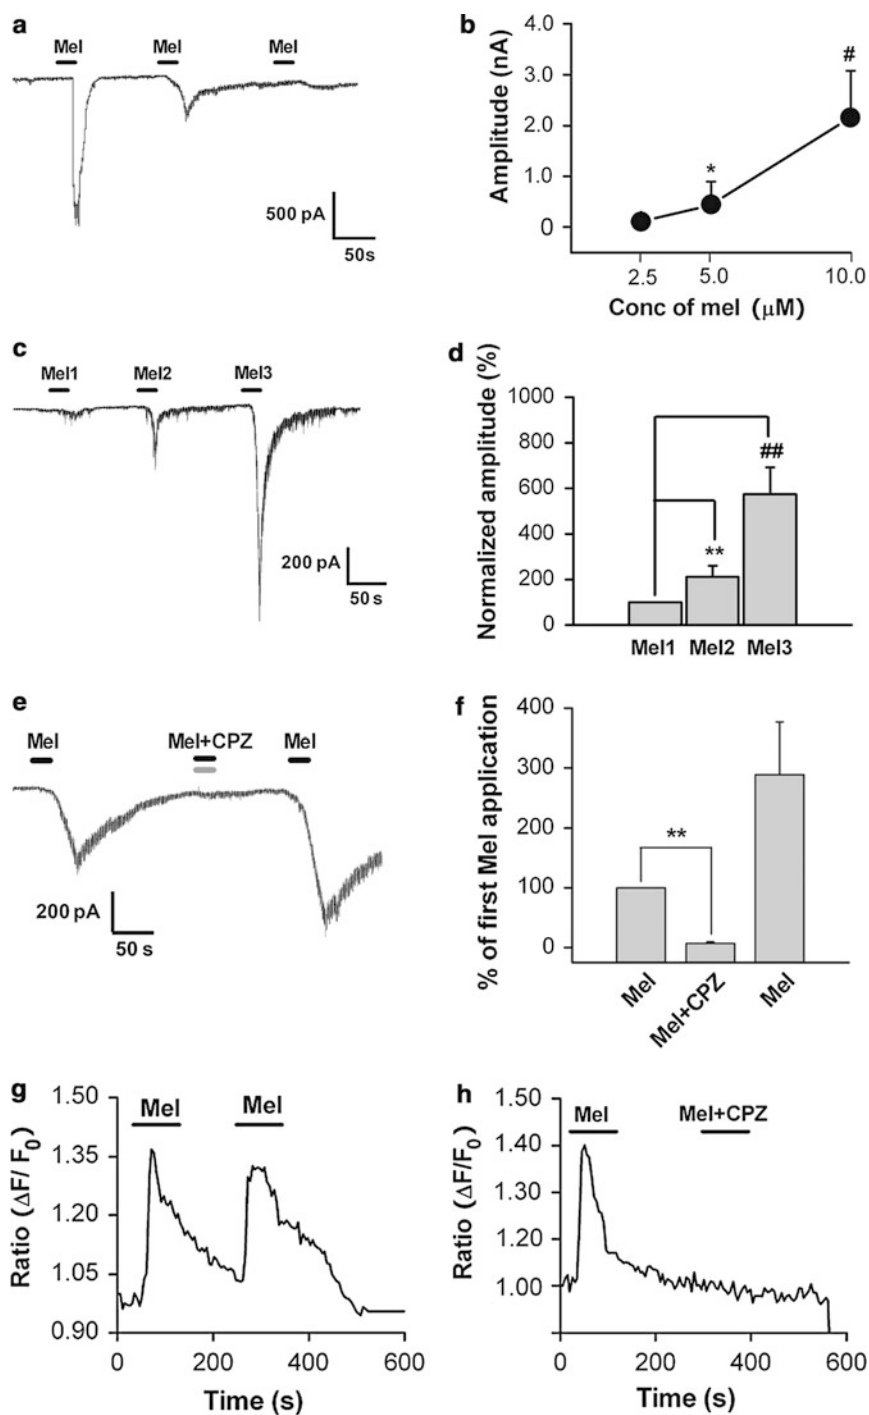 a
Mel Mel Mel
500 pA
50s
b
Amplitude (nA)
4.0
3.0
2.0
1.0
0
*
#
2.5 5.0 10.0
Conc of mel (μM)
c
Mel1 Mel2 Mel3
200 pA
50 s
d
Normalized amplitude (%)
1000
800
600
400
200
0
**
##
Mel1 Mel2 Mel3
e
Mel Mel+CPZ Mel
200 pA
50 s
f
% of first Mel application
400
300
200
100
0
**
Mel
Mel+CPZ
Mel
g
Ratio (ΔF/ F0)
1.50
1.35
1.20
1.05
0.90
Mel Mel
0 200 400 600
Time (s)
h
Ratio (ΔF/F0)
1.50
1.40
1.30
1.20
1.00
Mel Mel+CPZ
0 200 400 600
Time (s)